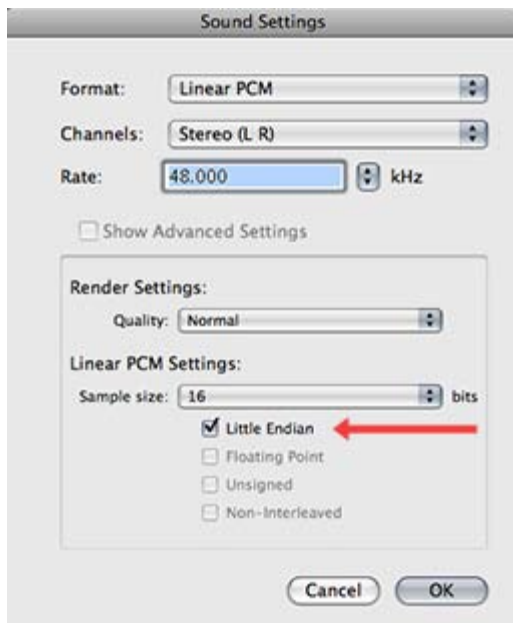 Sound Settings
Format: Linear PCM
Channels: Stereo (L R)
Rate: 48.000 kHz
Show Advanced Settings
Render Settings:
Quality: Normal
Linear PCM Settings:
Sample size: 16 bits
Little Endian
Floating Point
Unsigned
Non-Interleaved
Cancel OK